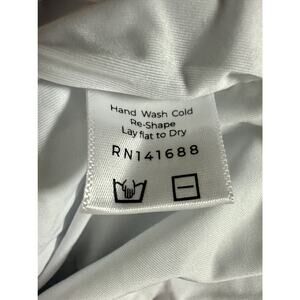 Hand Wash Cold
Re-Shape
Lay flat to Dry
RN141688